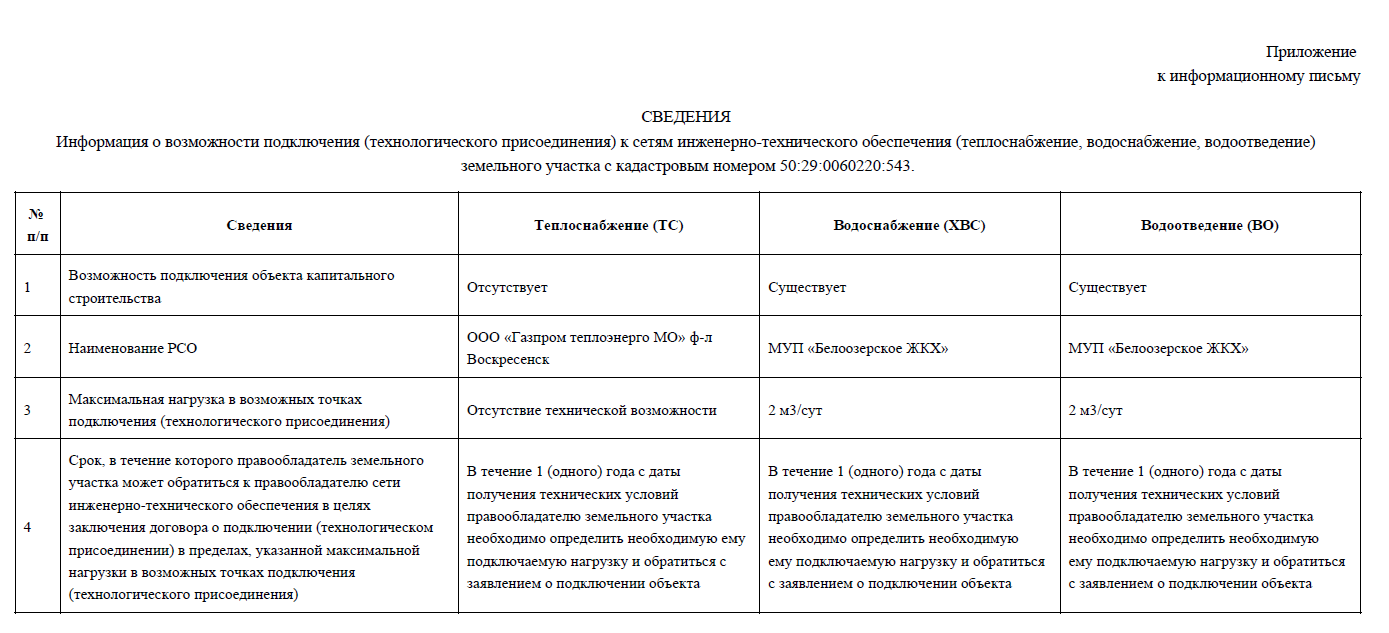 Приложение
к информационному письму
СВЕДЕНИЯ
Информация о возможности подключения (технологического присоединения) к сетям инженерно-технического обеспечения (теплоснабжение, водоснабжение, водоотведение)
земельного участка с кадастровым номером 50:29:0060220:543.
№
п/п
Сведения
Теплоснабжение (ТС)
Водоснабжение (ХВС)
Водоотведение (ВО)
1
Возможность подключения объекта капитального
строительства
Отсутствует
Существует
Существует
2
Наименование РСО
ООО «Газпром теплоэнерго МО» ф-л
Воскресенск
МУП «Белоозерское ЖКХ»
МУП «Белоозерское ЖКХ»
3
Максимальная нагрузка в возможных точках
подключения (технологического присоединения)
Отсутствие технической возможности
2 м3/сут
2 м3/сут
4
Срок, в течение которого правообладатель земельного
участка может обратиться к правообладателю сети
инженерно-технического обеспечения в целях
заключения договора о подключении (технологическом
присоединении) в пределах, указанной максимальной
нагрузки в возможных точках подключения
(технологического присоединения)
В течение 1 (одного) года с даты
получения технических условий
правообладателю земельного участка
необходимо определить необходимую ему
подключаемую нагрузку и обратиться с
заявлением о подключении объекта
В течение 1 (одного) года с даты
получения технических условий
правообладателю земельного участка
необходимо определить необходимую
ему подключаемую нагрузку и обратиться
с заявлением о подключении объекта
В течение 1 (одного) года с даты
получения технических условий
правообладателю земельного участка
необходимо определить необходимую
ему подключаемую нагрузку и обратиться
с заявлением о подключении объекта